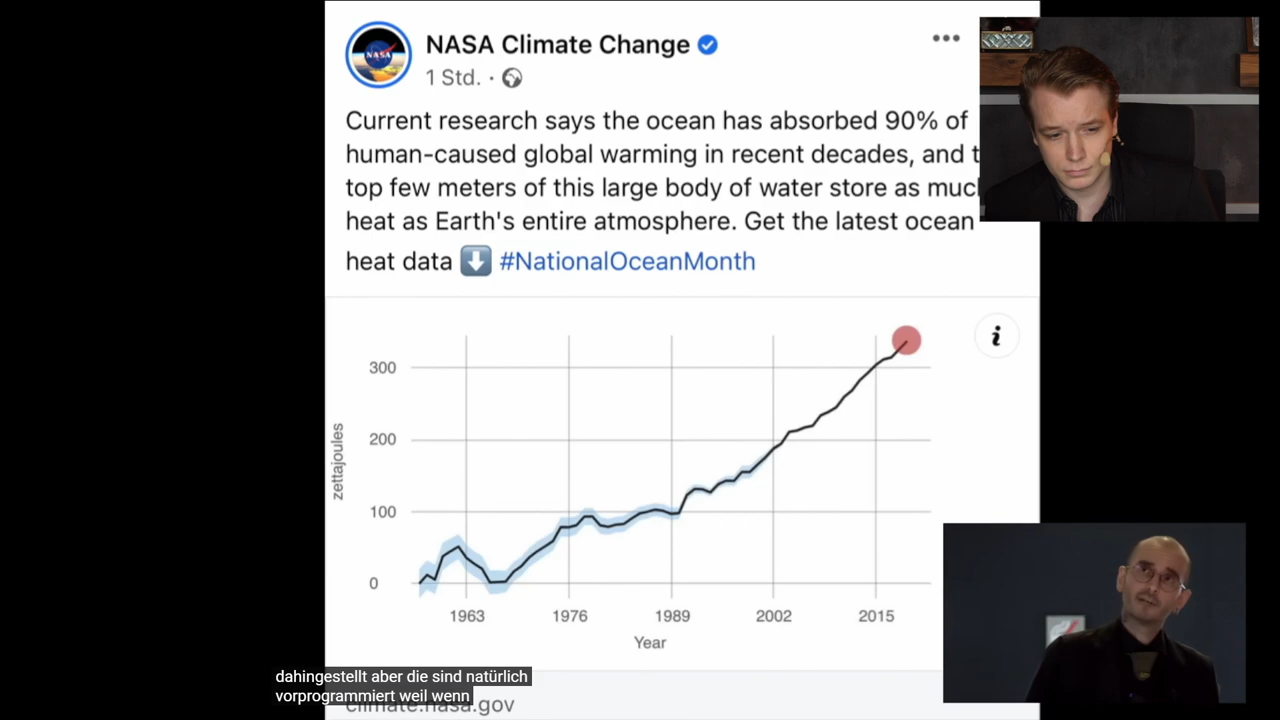 NASA Climate Change
NASA
1 Std. ·
Current research says the ocean has absorbed 90% of
human-caused global warming in recent decades, and
top few meters of this large body of water store as
heat as Earth's entire atmosphere. Get the latest ocean
heat data ⬇️ #NationalOceanMonth
i
300
200
100
0
zettajoules
1963 1976 1989 2002 2015
Year
dahingestellt aber die sind natürlich
vorprogrammiert weil wenn
climate.nasa.gov